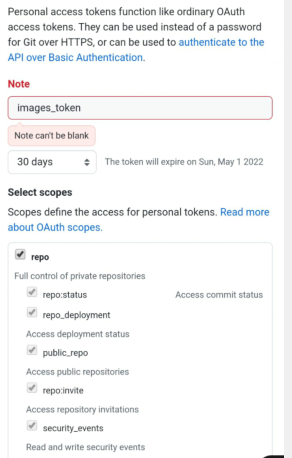 Personal access tokens function like ordinary OAuth
access tokens. They can be used instead of a password
for Git over HTTPS, or can be used to authenticate to the
API over Basic Authentication.
Note
images_token
Note can't be blank
30 days The token will expire on Sun, May 1 2022
Select scopes
Scopes define the access for personal tokens. Read more
about OAuth scopes.
repo
Full control of private repositories
repo:status Access commit status
repo_deployment
Access deployment status
public_repo
Access public repositories
repo:invite
Access repository invitations
security_events
Read and write security events